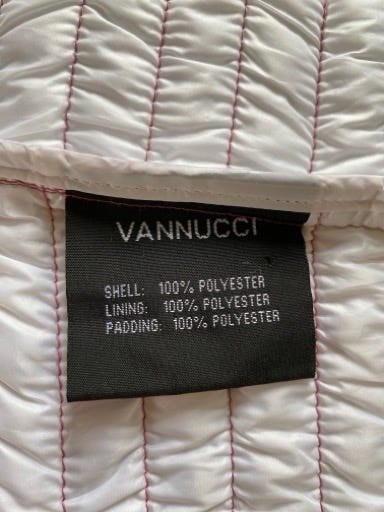 VANNUCCI
SHELL: 100% POLYESTER
LINING: 100% POLYESTER
PADDING: 100% POLYESTER